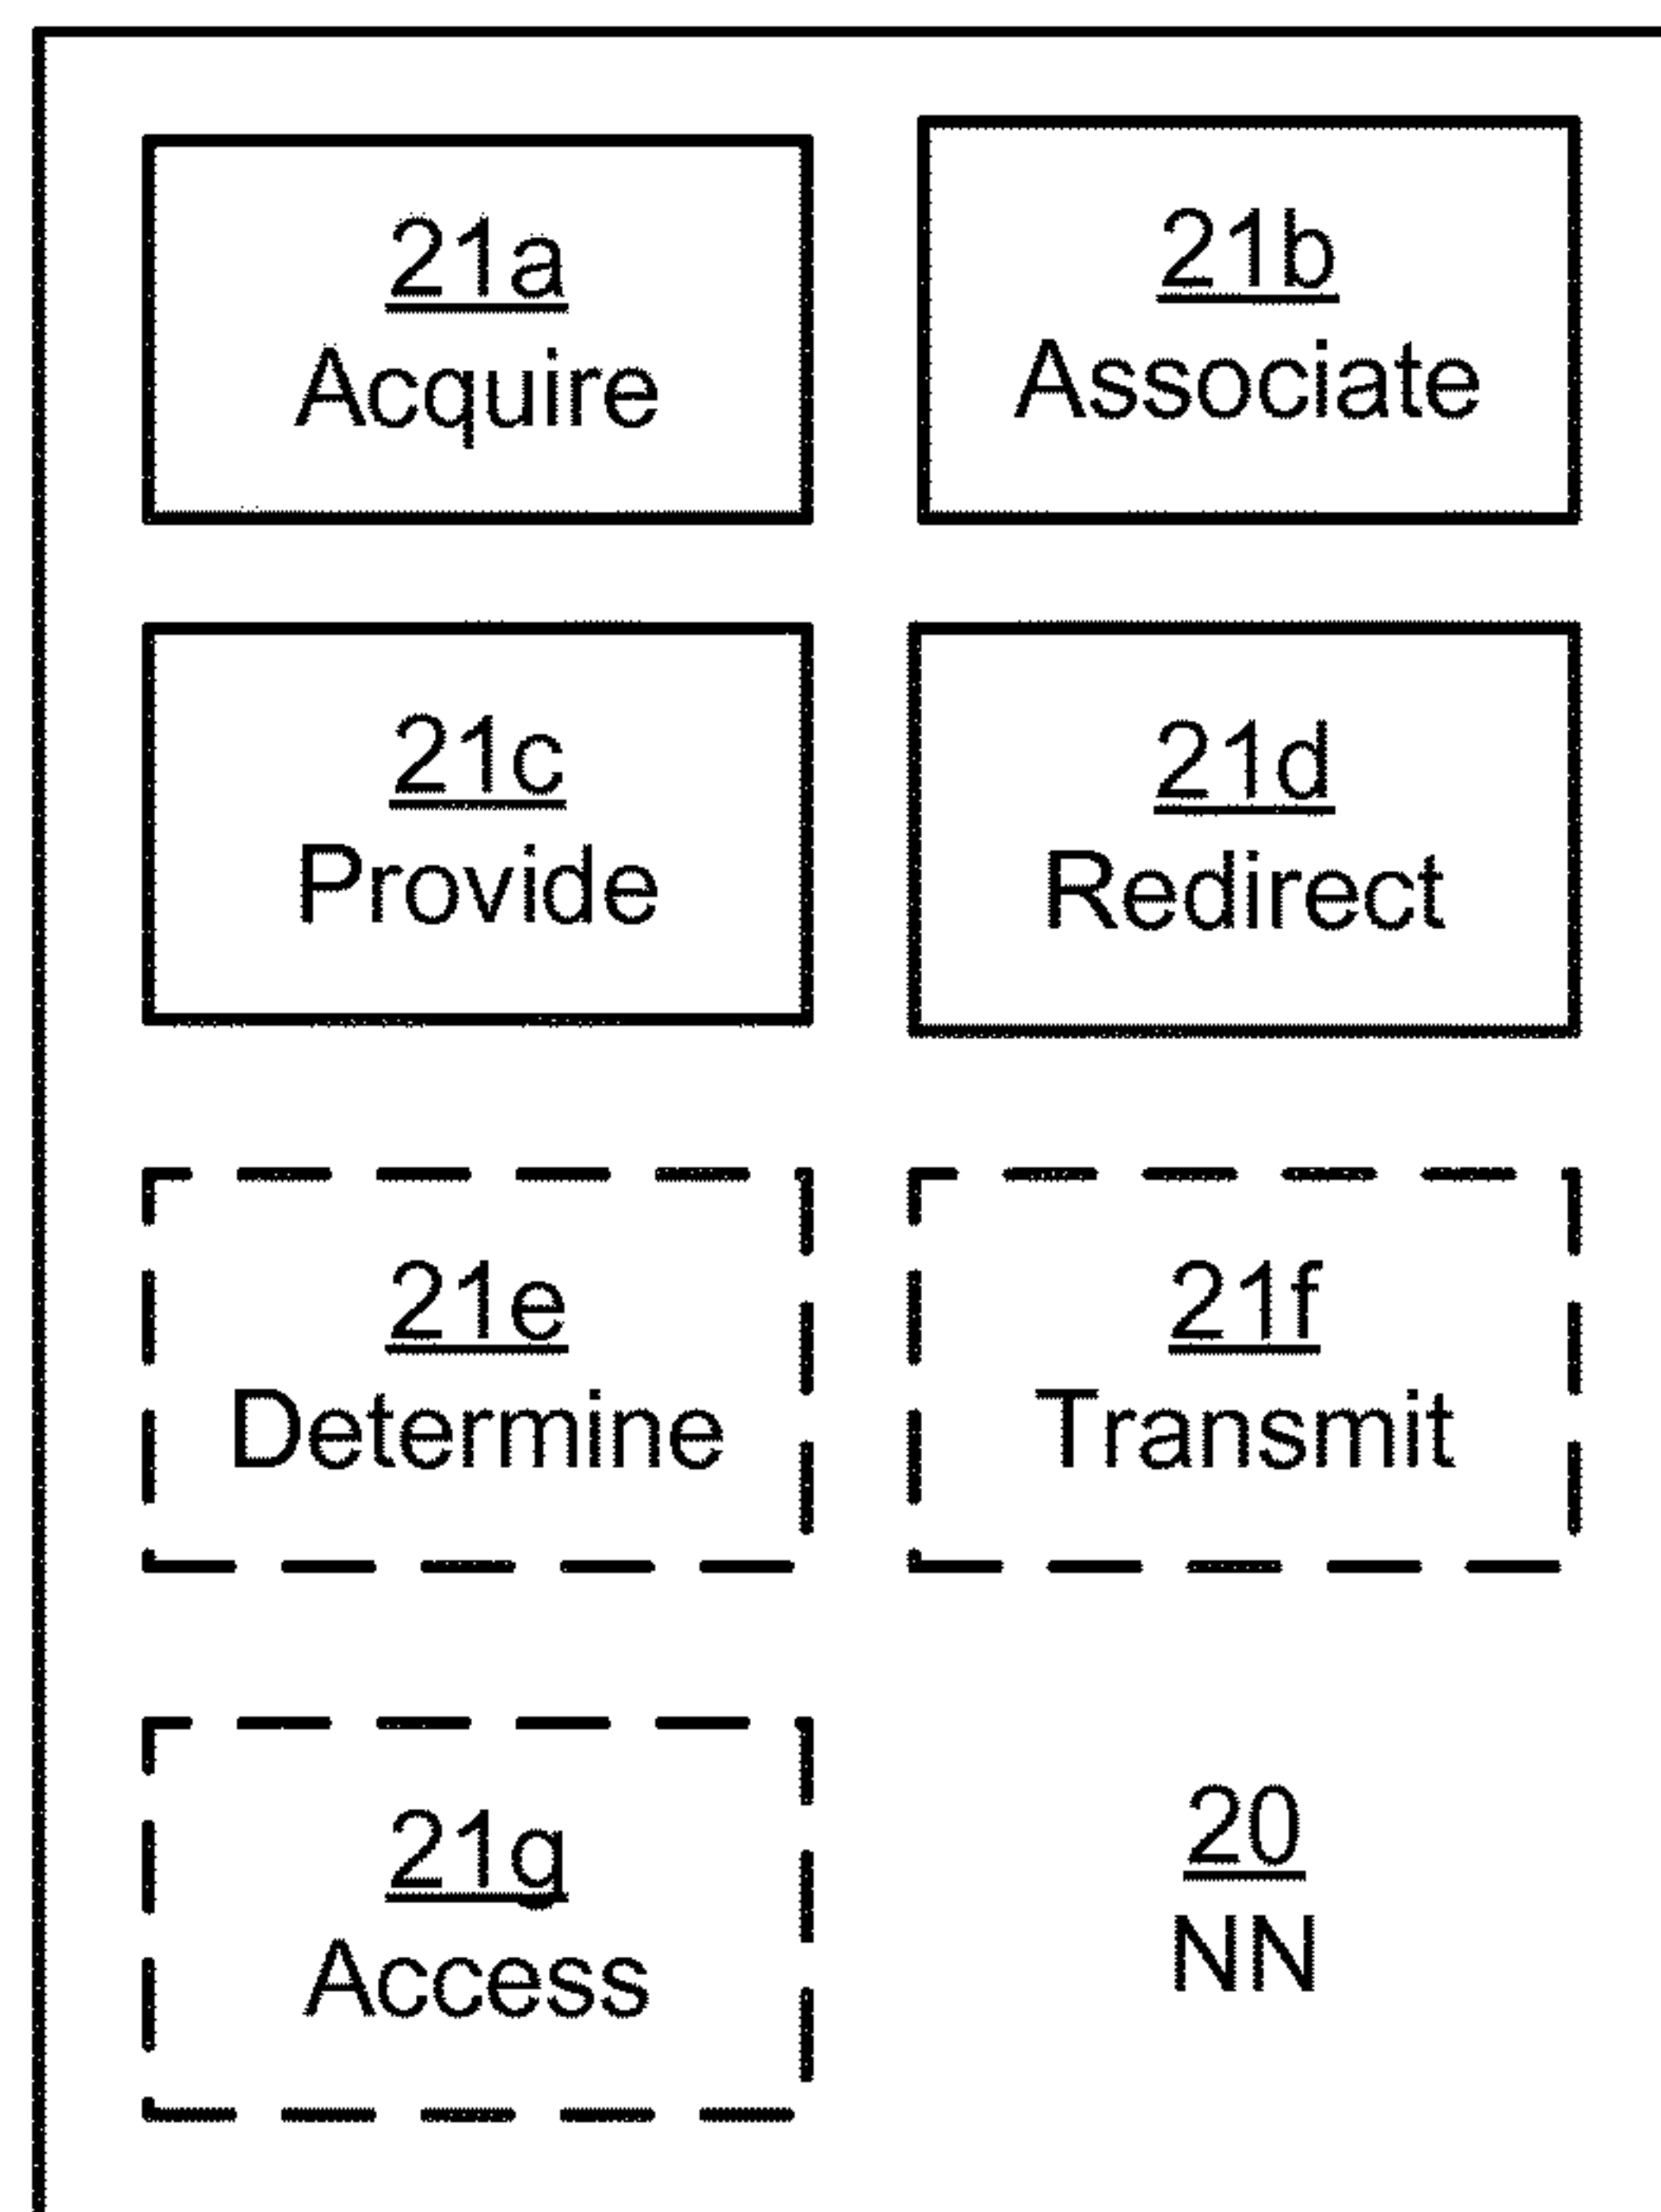 21a
Acquire
21b
Associate
21c
Provide
21d
Redirect
21e
Determine
21f
Transmit
21g
Access
20
NN